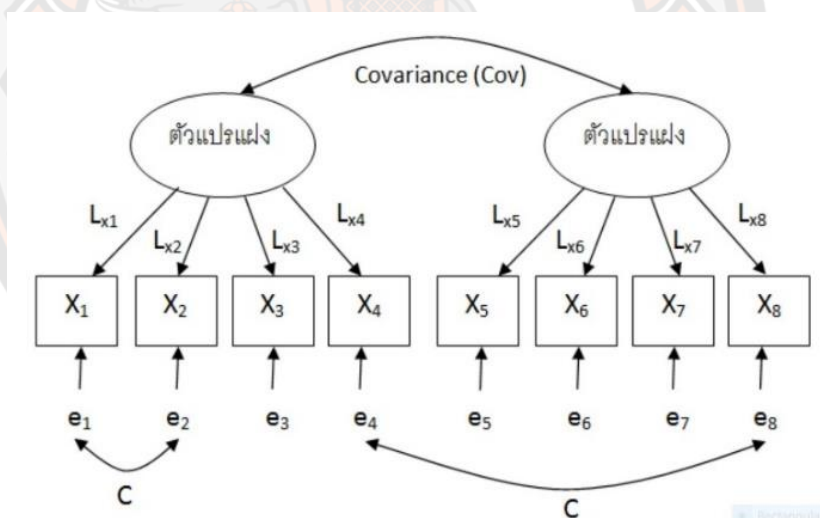 Covariance (Cov)
ตัวแปรแฝง ตัวแปรแฝง
Lx1 Lx2 Lx3 Lx4 Lx5 Lx6 Lx7 Lx8
X1 X2 X3 X4 X5 X6 X7 X8
e1 e2 e3 e4 e5 e6 e7 e8
C
C